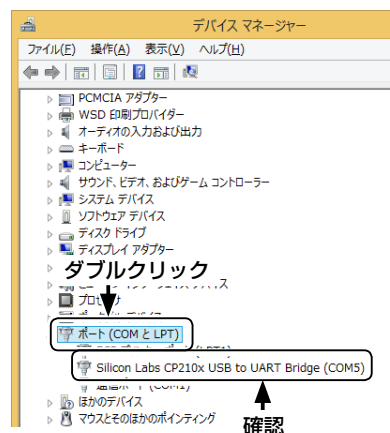 デバイス マネージャー
ファイル(F) 操作(A) 表示(V) ヘルプ(H)
PCMCIA アダプター
WSD 印刷プロバイダー
オーディオの入力および出力
キーボード
コンピューター
サウンド、ビデオ、およびゲーム コントローラー
システム デバイス
ソフトウェア デバイス
ディスク ドライブ
ディスプレイ アダプター
ダブルクリック
ポート (COM と LPT)
Silicon Labs CP210x USB to UART Bridge (COM5)
ほかのデバイス
マウスとそのほかのポインティング
確認